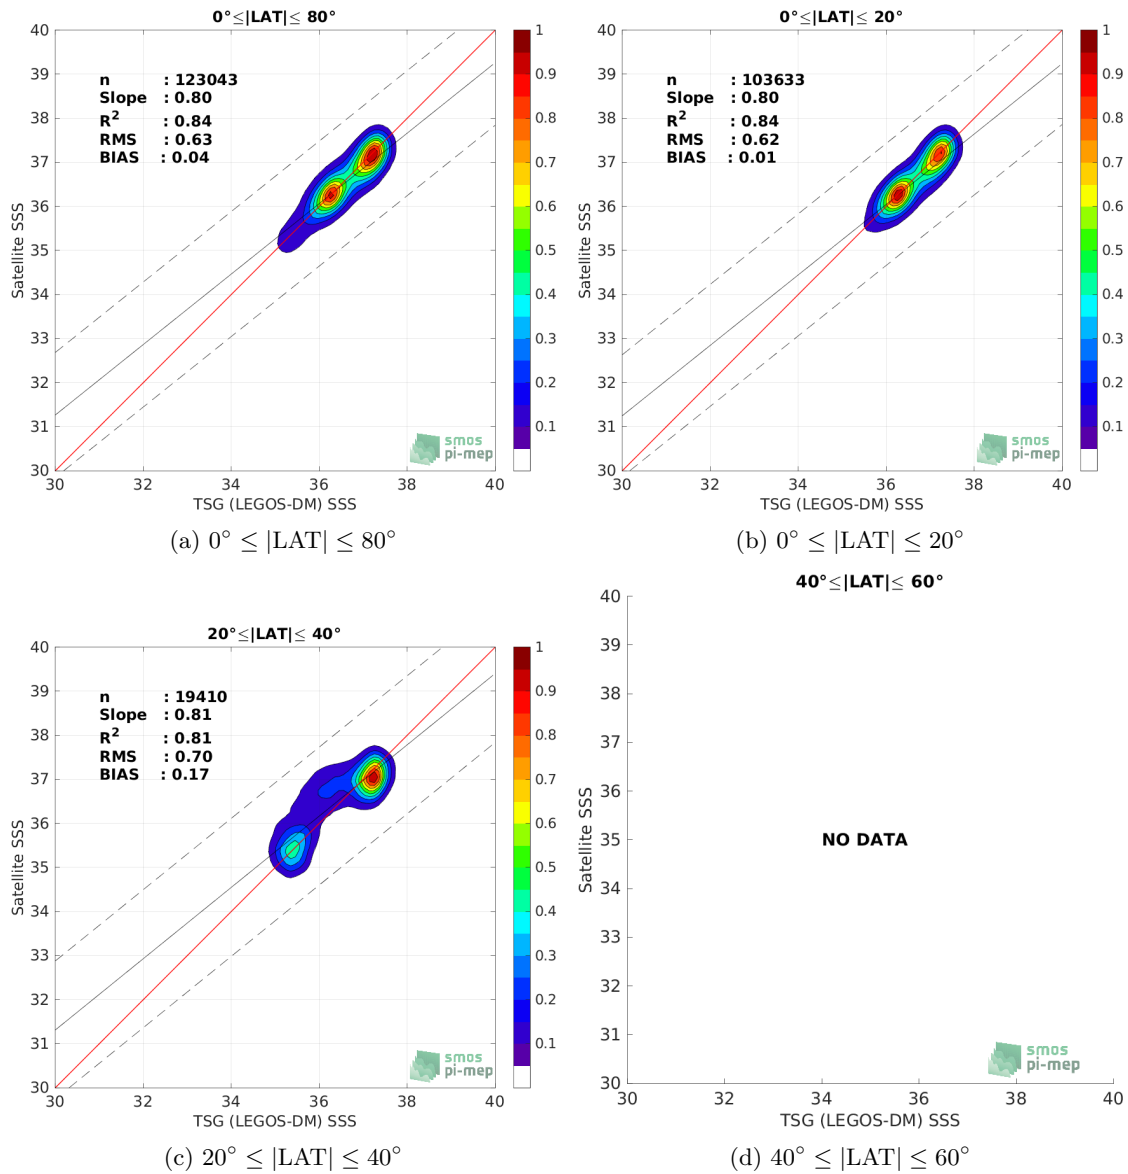 0°≤|LAT|≤ 80°
n : 123043
Slope : 0.80
R² : 0.84
RMS : 0.63
BIAS : 0.04
40
39
38
37
36
35
34
33
32
31
30
30 32 34 36 38 40
Satellite SSS
TSG (LEGOS-DM) SSS
1
0.9
0.8
0.7
0.6
0.5
0.4
0.3
0.2
0.1
smos
pi-mep
(a) 0° ≤ |LAT| ≤ 80°
0°≤|LAT|≤ 20°
n : 103633
Slope : 0.80
R² : 0.84
RMS : 0.62
BIAS : 0.01
40
39
38
37
36
35
34
33
32
31
30
30 32 34 36 38 40
Satellite SSS
TSG (LEGOS-DM) SSS
1
0.9
0.8
0.7
0.6
0.5
0.4
0.3
0.2
0.1
smos
pi-mep
(b) 0° ≤ |LAT| ≤ 20°
20°≤|LAT|≤ 40°
n : 19410
Slope : 0.81
R² : 0.81
RMS : 0.70
BIAS : 0.17
40
39
38
37
36
35
34
33
32
31
30
30 32 34 36 38 40
Satellite SSS
TSG (LEGOS-DM) SSS
1
0.9
0.8
0.7
0.6
0.5
0.4
0.3
0.2
0.1
smos
pi-mep
(c) 20° ≤ |LAT| ≤ 40°
40°≤|LAT|≤ 60°
40
39
38
37
36
35
34
33
32
31
30
30 32 34 36 38 40
Satellite SSS
NO DATA
TSG (LEGOS-DM) SSS
smos
pi-mep
(d) 40° ≤ |LAT| ≤ 60°